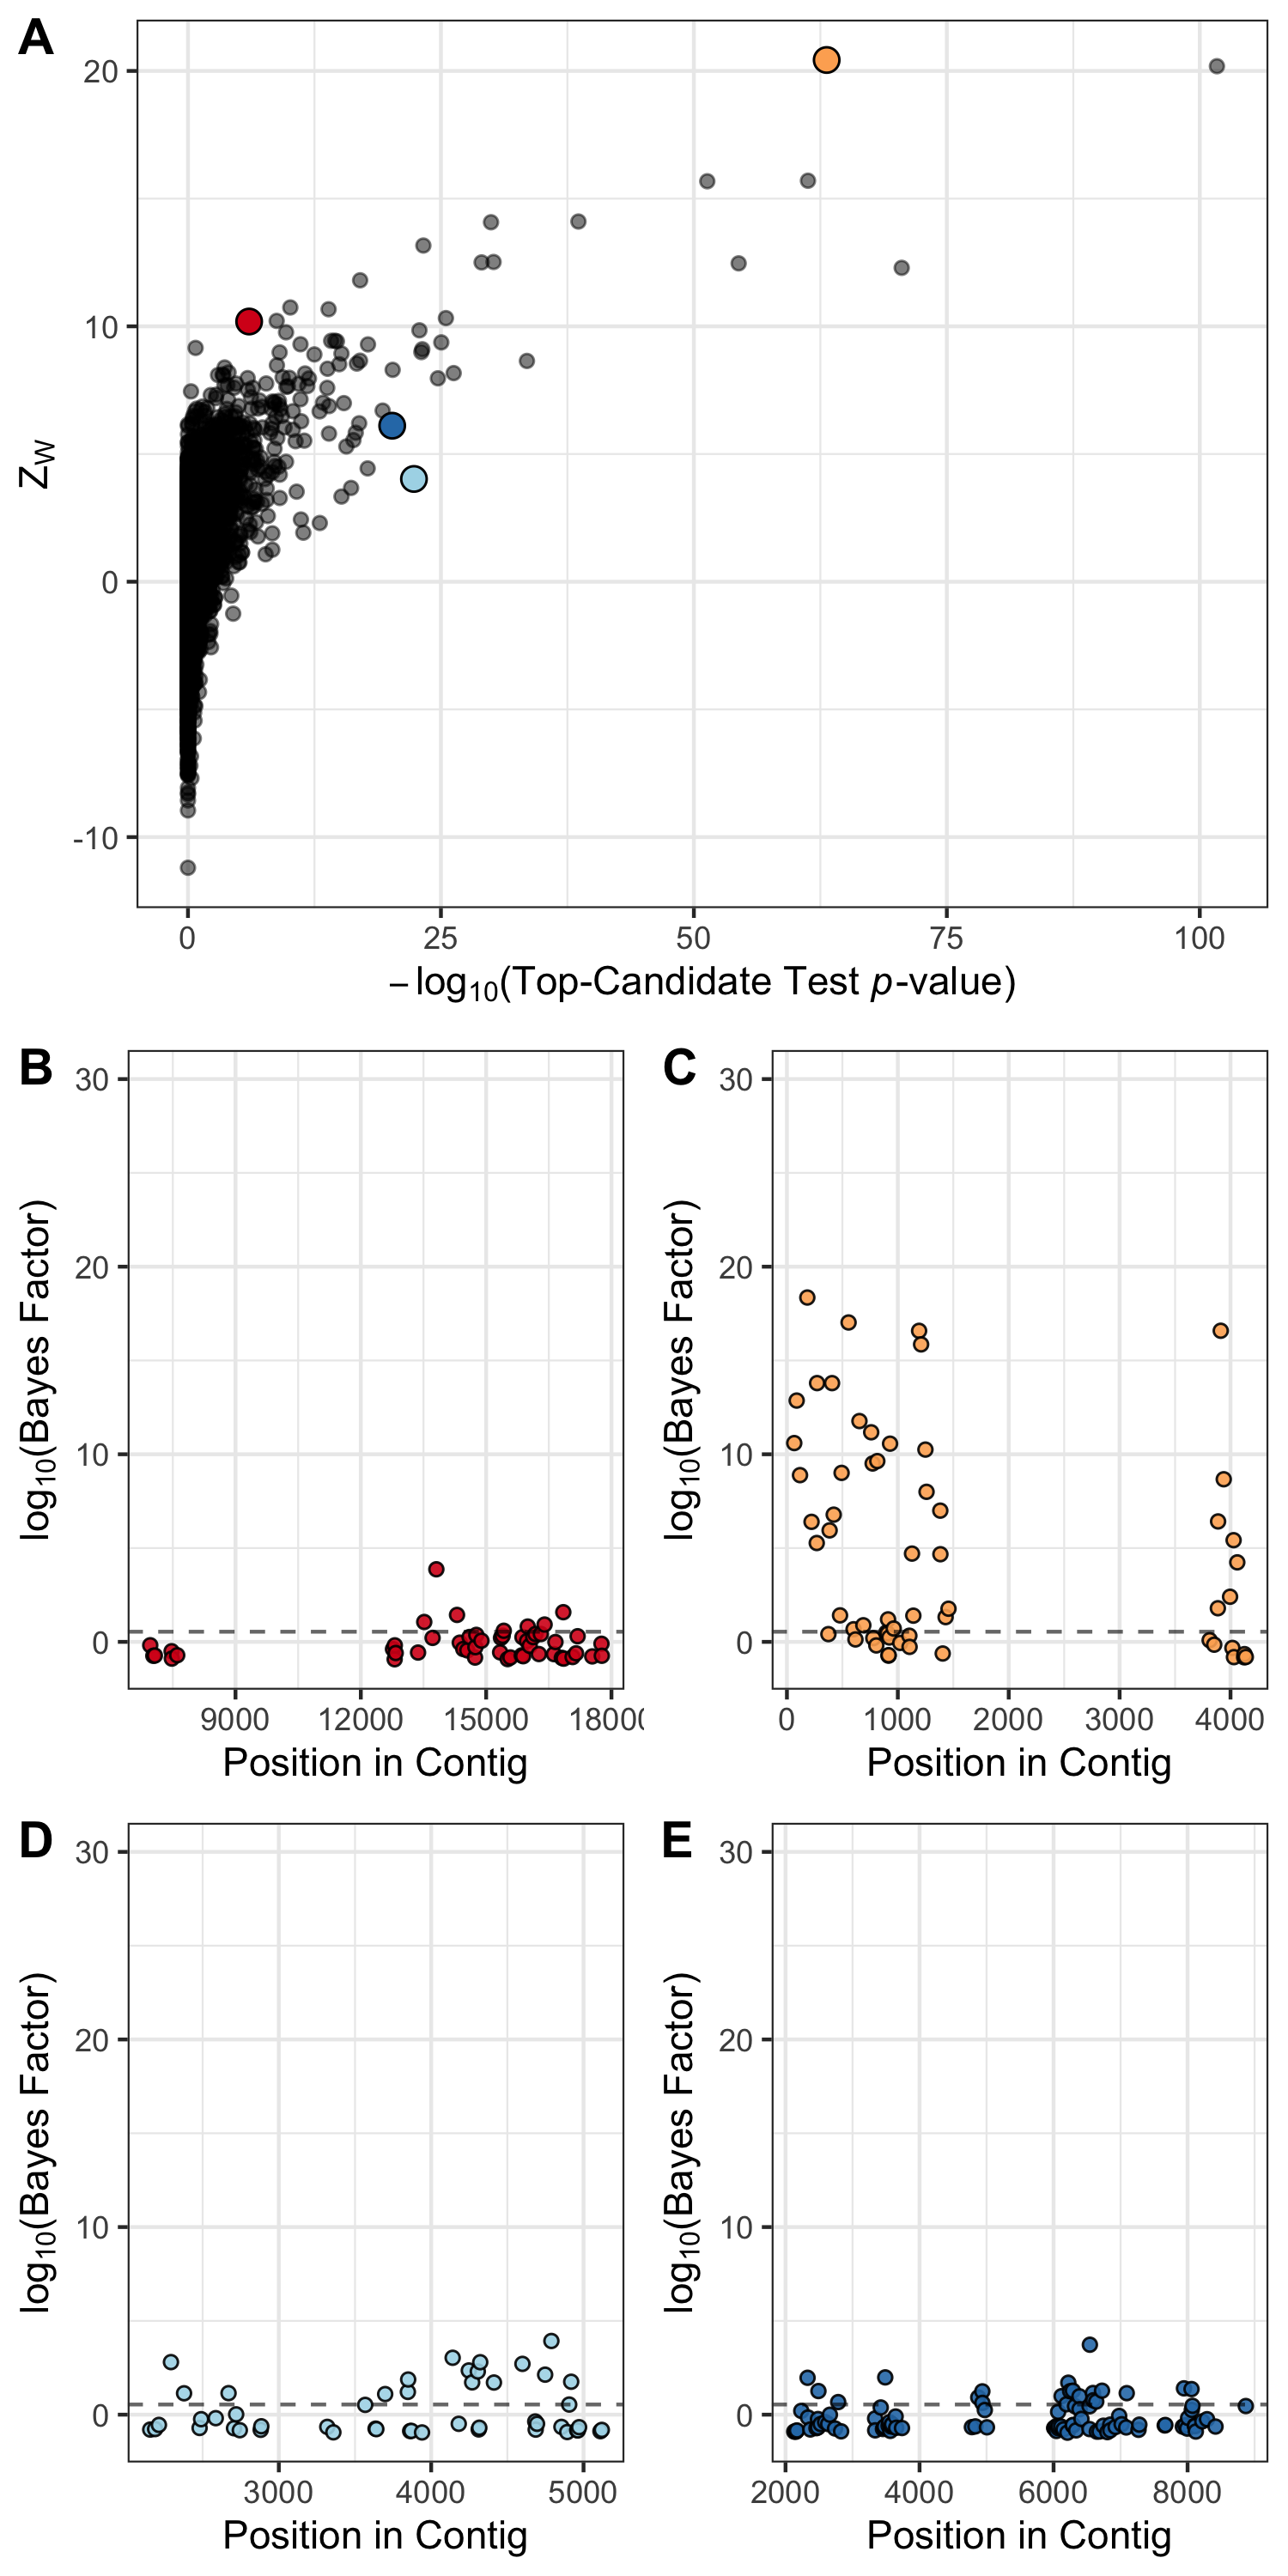 A
20
10
0
-10
Z_W
0 25 50 75 100
−log₁₀(Top-Candidate Test p-value)
B
30
20
10
0
log₁₀(Bayes Factor)
9000 12000 15000 1800
Position in Contig
C
30
20
10
0
log₁₀(Bayes Factor)
0 1000 2000 3000 4000
Position in Contig
D
30
20
10
0
log₁₀(Bayes Factor)
3000 4000 5000
Position in Contig
E
30
20
10
0
log₁₀(Bayes Factor)
2000 4000 6000 8000
Position in Contig